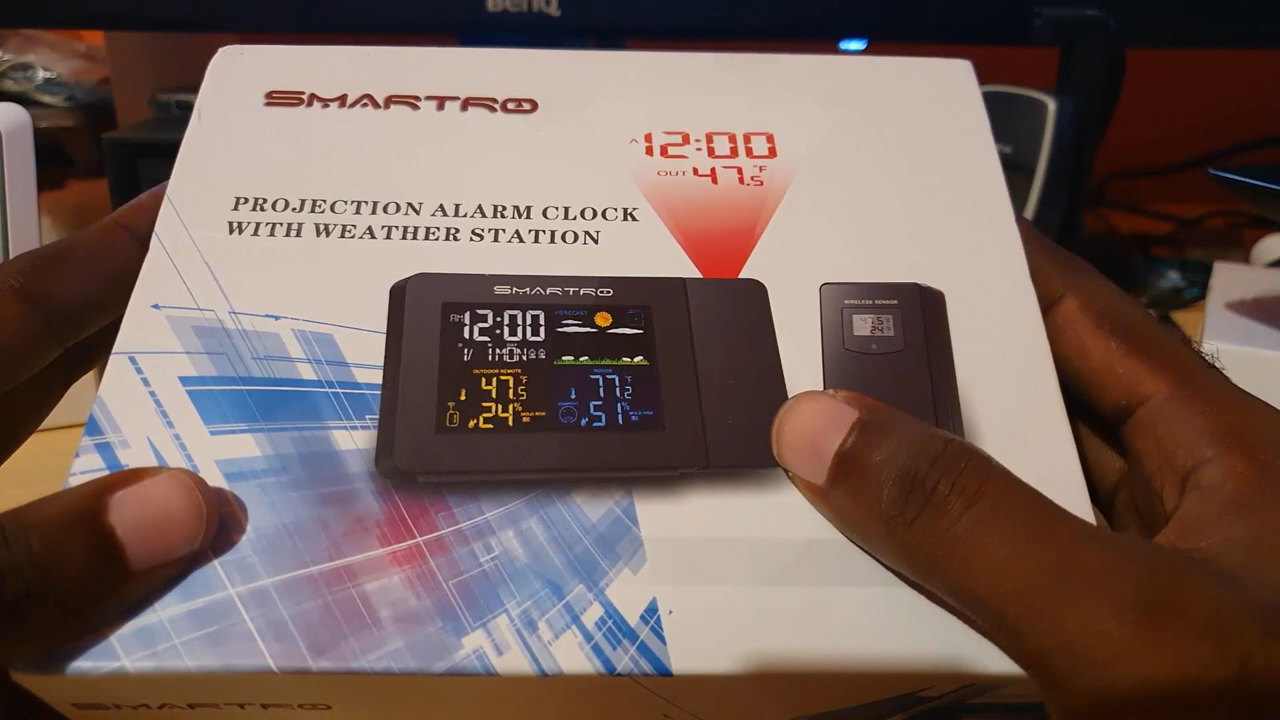 BenQ
SMARTRO
^12:00
OUT 47.5 °F
PROJECTION ALARM CLOCK
WITH WEATHER STATION
SMARTRO
AM 12:00
FORECAST
1/ 1 MON
OUTDOOR REMOTE
47.5 °F
24%
INDOOR
77.2 °F
51%
WIRELESS SENSOR
47.5 °F
24%
SMARTRO